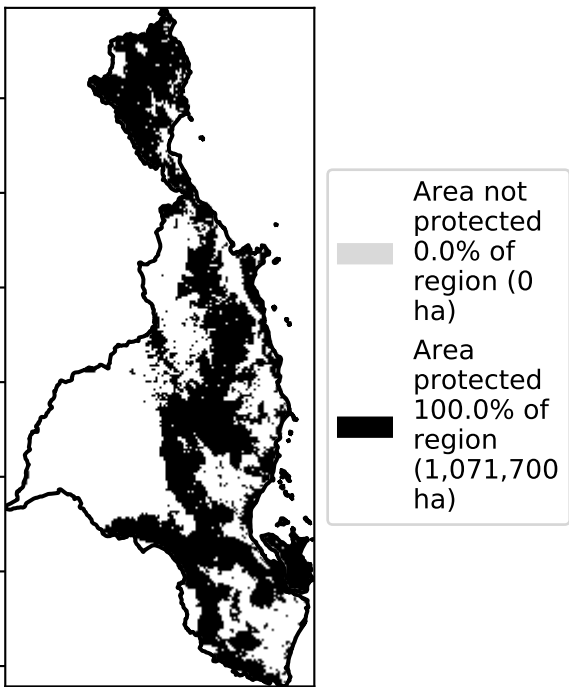 Area not
protected
0.0% of
region (0
ha)
Area
protected
100.0% of
region
(1,071,700
ha)